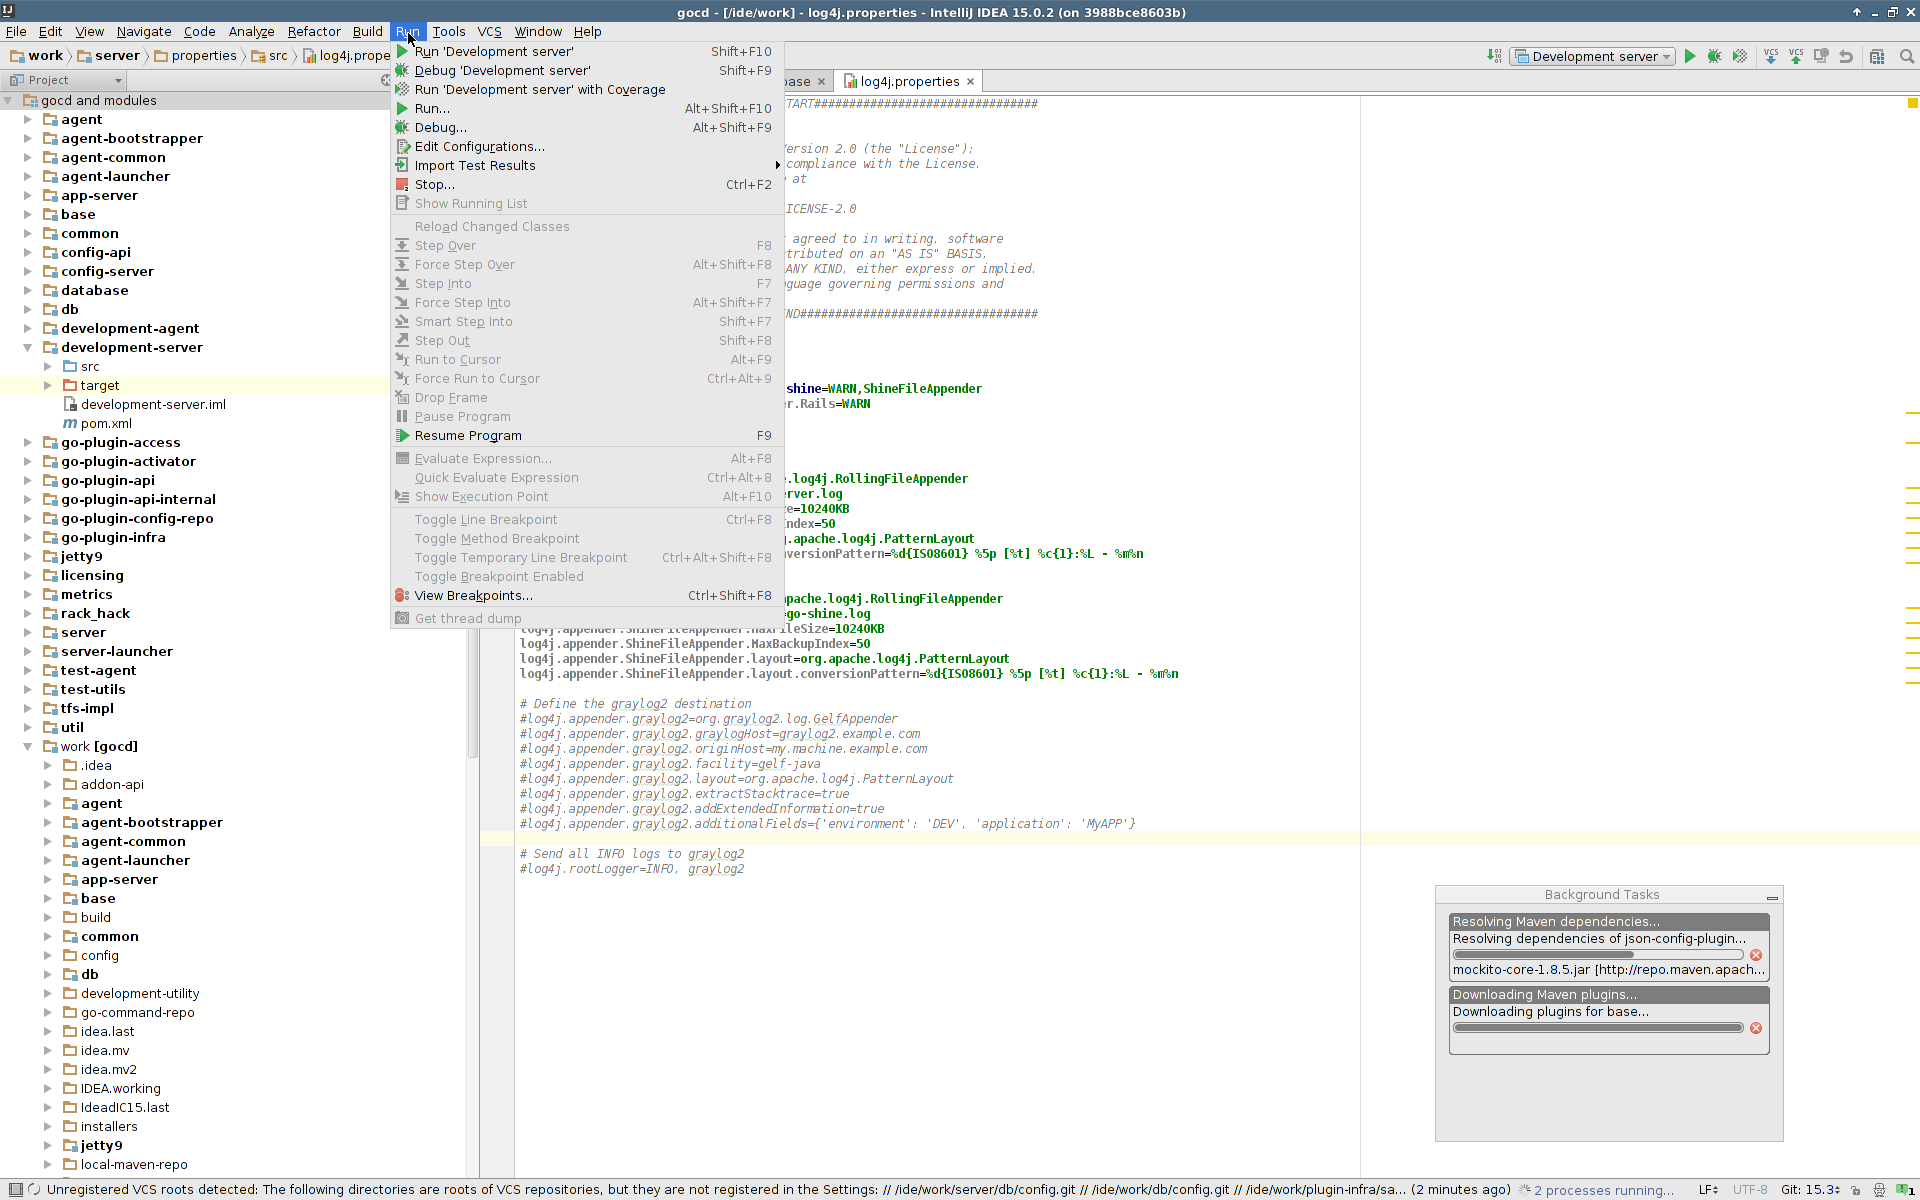 gocd - [/ide/work] - log4j.properties - IntelliJ IDEA 15.0.2 (on 3988bce8603b)
File Edit View Navigate Code Analyze Refactor Build Run Tools VCS Window Help
work server properties src log4j.prope
Development server
VCS VCS
Project
base
log4j.properties
Run 'Development server' Shift+F10
Debug 'Development server' Shift+F9
Run 'Development server' with Coverage
Run... Alt+Shift+F10
Debug... Alt+Shift+F9
Edit Configurations...
Import Test Results
Stop... Ctrl+F2
Show Running List
Reload Changed Classes
Step Over F8
Force Step Over Alt+Shift+F8
Step Into F7
Force Step Into Alt+Shift+F7
Smart Step Into Shift+F7
Step Out Shift+F8
Run to Cursor Alt+F9
Force Run to Cursor Ctrl+Alt+9
Drop Frame
Pause Program
Resume Program F9
Evaluate Expression... Alt+F8
Quick Evaluate Expression Ctrl+Alt+8
Show Execution Point Alt+F10
Toggle Line Breakpoint Ctrl+F8
Toggle Method Breakpoint
Toggle Temporary Line Breakpoint Ctrl+Alt+Shift+F8
Toggle Breakpoint Enabled
View Breakpoints... Ctrl+Shift+F8
Get thread dump
gocd and modules
agent
agent-bootstrapper
agent-common
agent-launcher
app-server
base
common
config-api
config-server
database
db
development-agent
development-server
src
target
development-server.iml
pom.xml
go-plugin-access
go-plugin-activator
go-plugin-api
go-plugin-api-internal
go-plugin-config-repo
go-plugin-infra
jetty9
licensing
metrics
rack_hack
server
server-launcher
test-agent
test-utils
tfs-impl
util
work [gocd]
.idea
addon-api
agent
agent-bootstrapper
agent-common
agent-launcher
app-server
base
build
common
config
db
development-utility
go-command-repo
idea.last
idea.mv
idea.mv2
IDEA.working
IdeadIC15.last
installers
jetty9
local-maven-repo
TART################################
ersion 2.0 (the "License");
compliance with the License.
at
ICENSE-2.0
agreed to in writing, software
tributed on an "AS IS" BASIS,
ANY KIND, either express or implied.
guage governing permissions and
ND##################################
shine=WARN,ShineFileAppender
r.Rails=WARN
.log4j.RollingFileAppender
rver.log
ze=10240KB
ndex=50
g.apache.log4j.PatternLayout
versionPattern=%d{ISO8601} %5p [%t] %c{1}:%L - %m%n
pache.log4j.RollingFileAppender
go-shine.log
log4j.appender.ShineFileAppender.MaxFileSize=10240KB
log4j.appender.ShineFileAppender.MaxBackupIndex=50
log4j.appender.ShineFileAppender.layout=org.apache.log4j.PatternLayout
log4j.appender.ShineFileAppender.layout.conversionPattern=%d{ISO8601} %5p [%t] %c{1}:%L - %m%n
# Define the graylog2 destination
#log4j.appender.graylog2=org.graylog2.log.GelfAppender
#log4j.appender.graylog2.graylogHost=graylog2.example.com
#log4j.appender.graylog2.originHost=my.machine.example.com
#log4j.appender.graylog2.facility=gelf-java
#log4j.appender.graylog2.layout=org.apache.log4j.PatternLayout
#log4j.appender.graylog2.extractStacktrace=true
#log4j.appender.graylog2.addExtendedInformation=true
#log4j.appender.graylog2.additionalFields={'environment': 'DEV', 'application': 'MyAPP'}
# Send all INFO logs to graylog2
#log4j.rootLogger=INFO, graylog2
Background Tasks
Resolving Maven dependencies...
Resolving dependencies of json-config-plugin...
mockito-core-1.8.5.jar [http://repo.maven.apach...
Downloading Maven plugins...
Downloading plugins for base...
Unregistered VCS roots detected: The following directories are roots of VCS repositories, but they are not registered in the Settings: // /ide/work/server/db/config.git // /ide/work/db/config.git // /ide/work/plugin-infra/sa... (2 minutes ago) 2 processes running... LF UTF-8 Git: 15.3 1